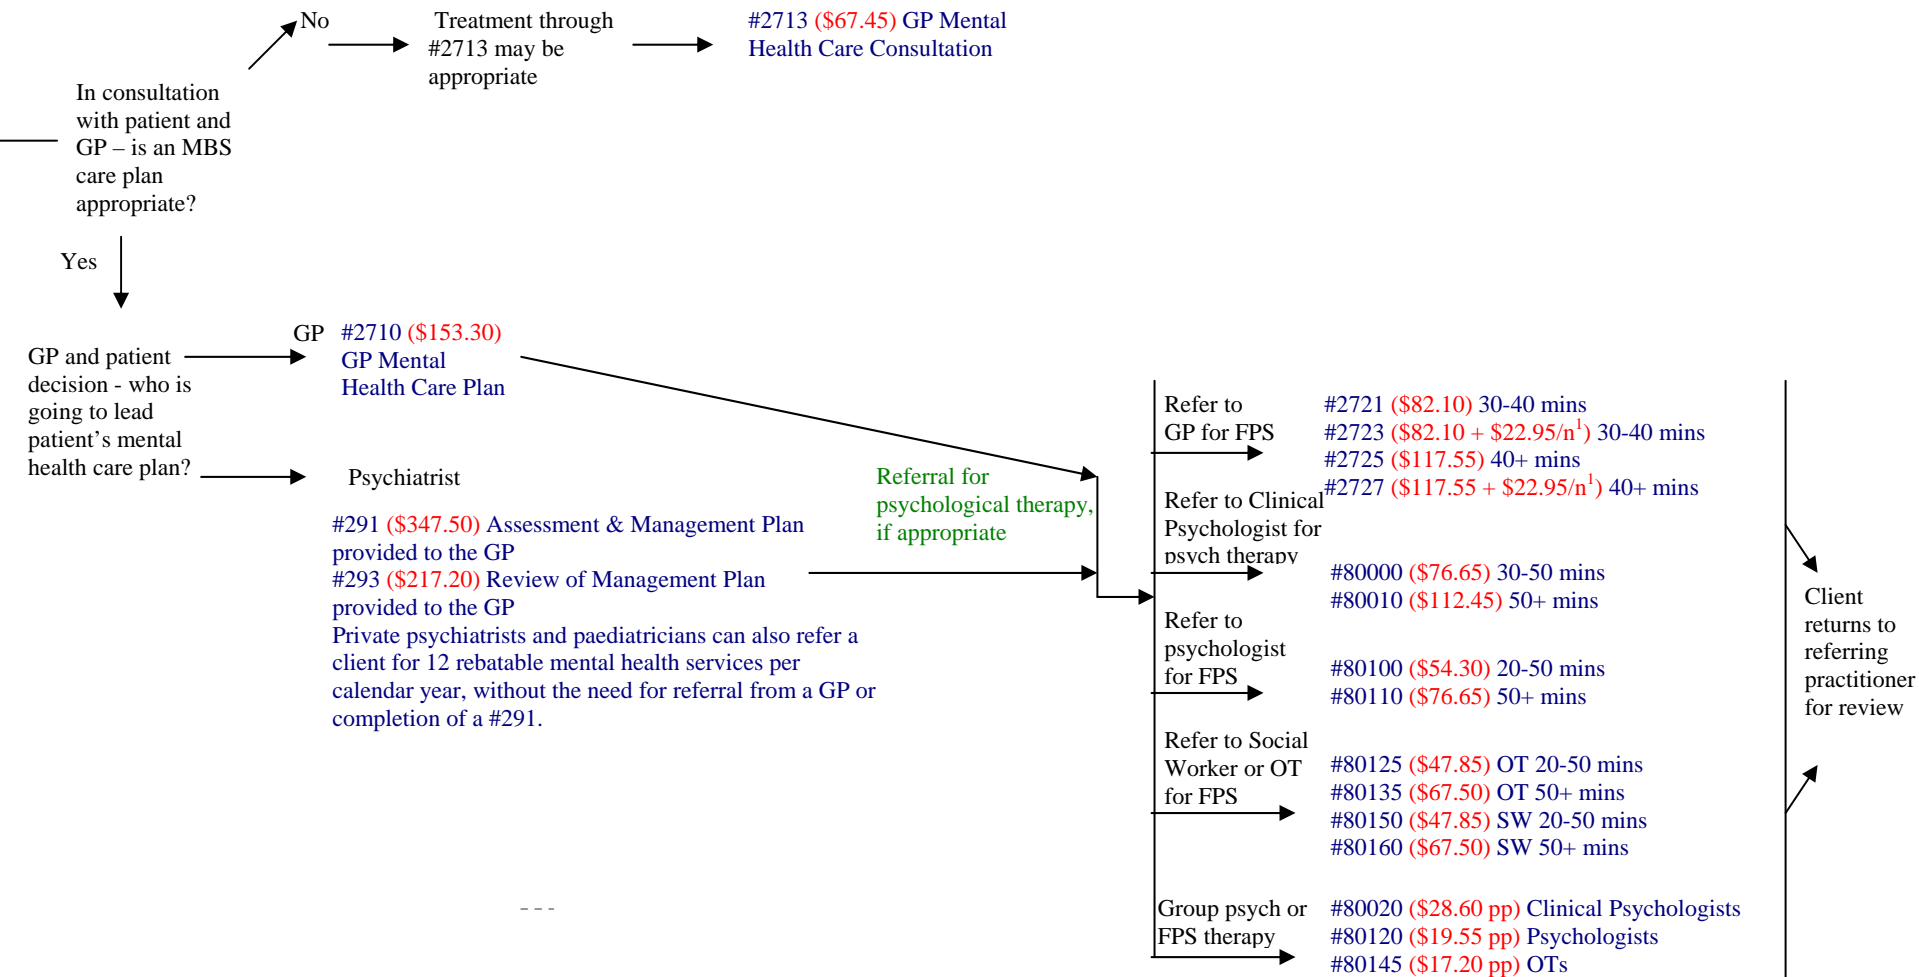 No
Treatment through
#2713 may be
appropriate
#2713 ($67.45) GP Mental
Health Care Consultation
In consultation
with patient and
GP – is an MBS
care plan
appropriate?
Yes
GP and patient
decision - who is
going to lead
patient’s mental
health care plan?
GP
#2710 ($153.30)
GP Mental
Health Care Plan
Psychiatrist
#291 ($347.50) Assessment & Management Plan
provided to the GP
#293 ($217.20) Review of Management Plan
provided to the GP
Private psychiatrists and paediatricians can also refer a
client for 12 rebatable mental health services per
calendar year, without the need for referral from a GP or
completion of a #291.
Referral for
psychological therapy,
if appropriate
Refer to
GP for FPS
#2721 ($82.10) 30-40 mins
#2723 ($82.10 + $22.95/n¹) 30-40 mins
#2725 ($117.55) 40+ mins
#2727 ($117.55 + $22.95/n¹) 40+ mins
Refer to Clinical
Psychologist for
psych therapy
#80000 ($76.65) 30-50 mins
#80010 ($112.45) 50+ mins
Refer to
psychologist
for FPS
#80100 ($54.30) 20-50 mins
#80110 ($76.65) 50+ mins
Refer to Social
Worker or OT
for FPS
#80125 ($47.85) OT 20-50 mins
#80135 ($67.50) OT 50+ mins
#80150 ($47.85) SW 20-50 mins
#80160 ($67.50) SW 50+ mins
Group psych or
FPS therapy
#80020 ($28.60 pp) Clinical Psychologists
#80120 ($19.55 pp) Psychologists
#80145 ($17.20 pp) OTs
Client
returns to
referring
practitioner
for review